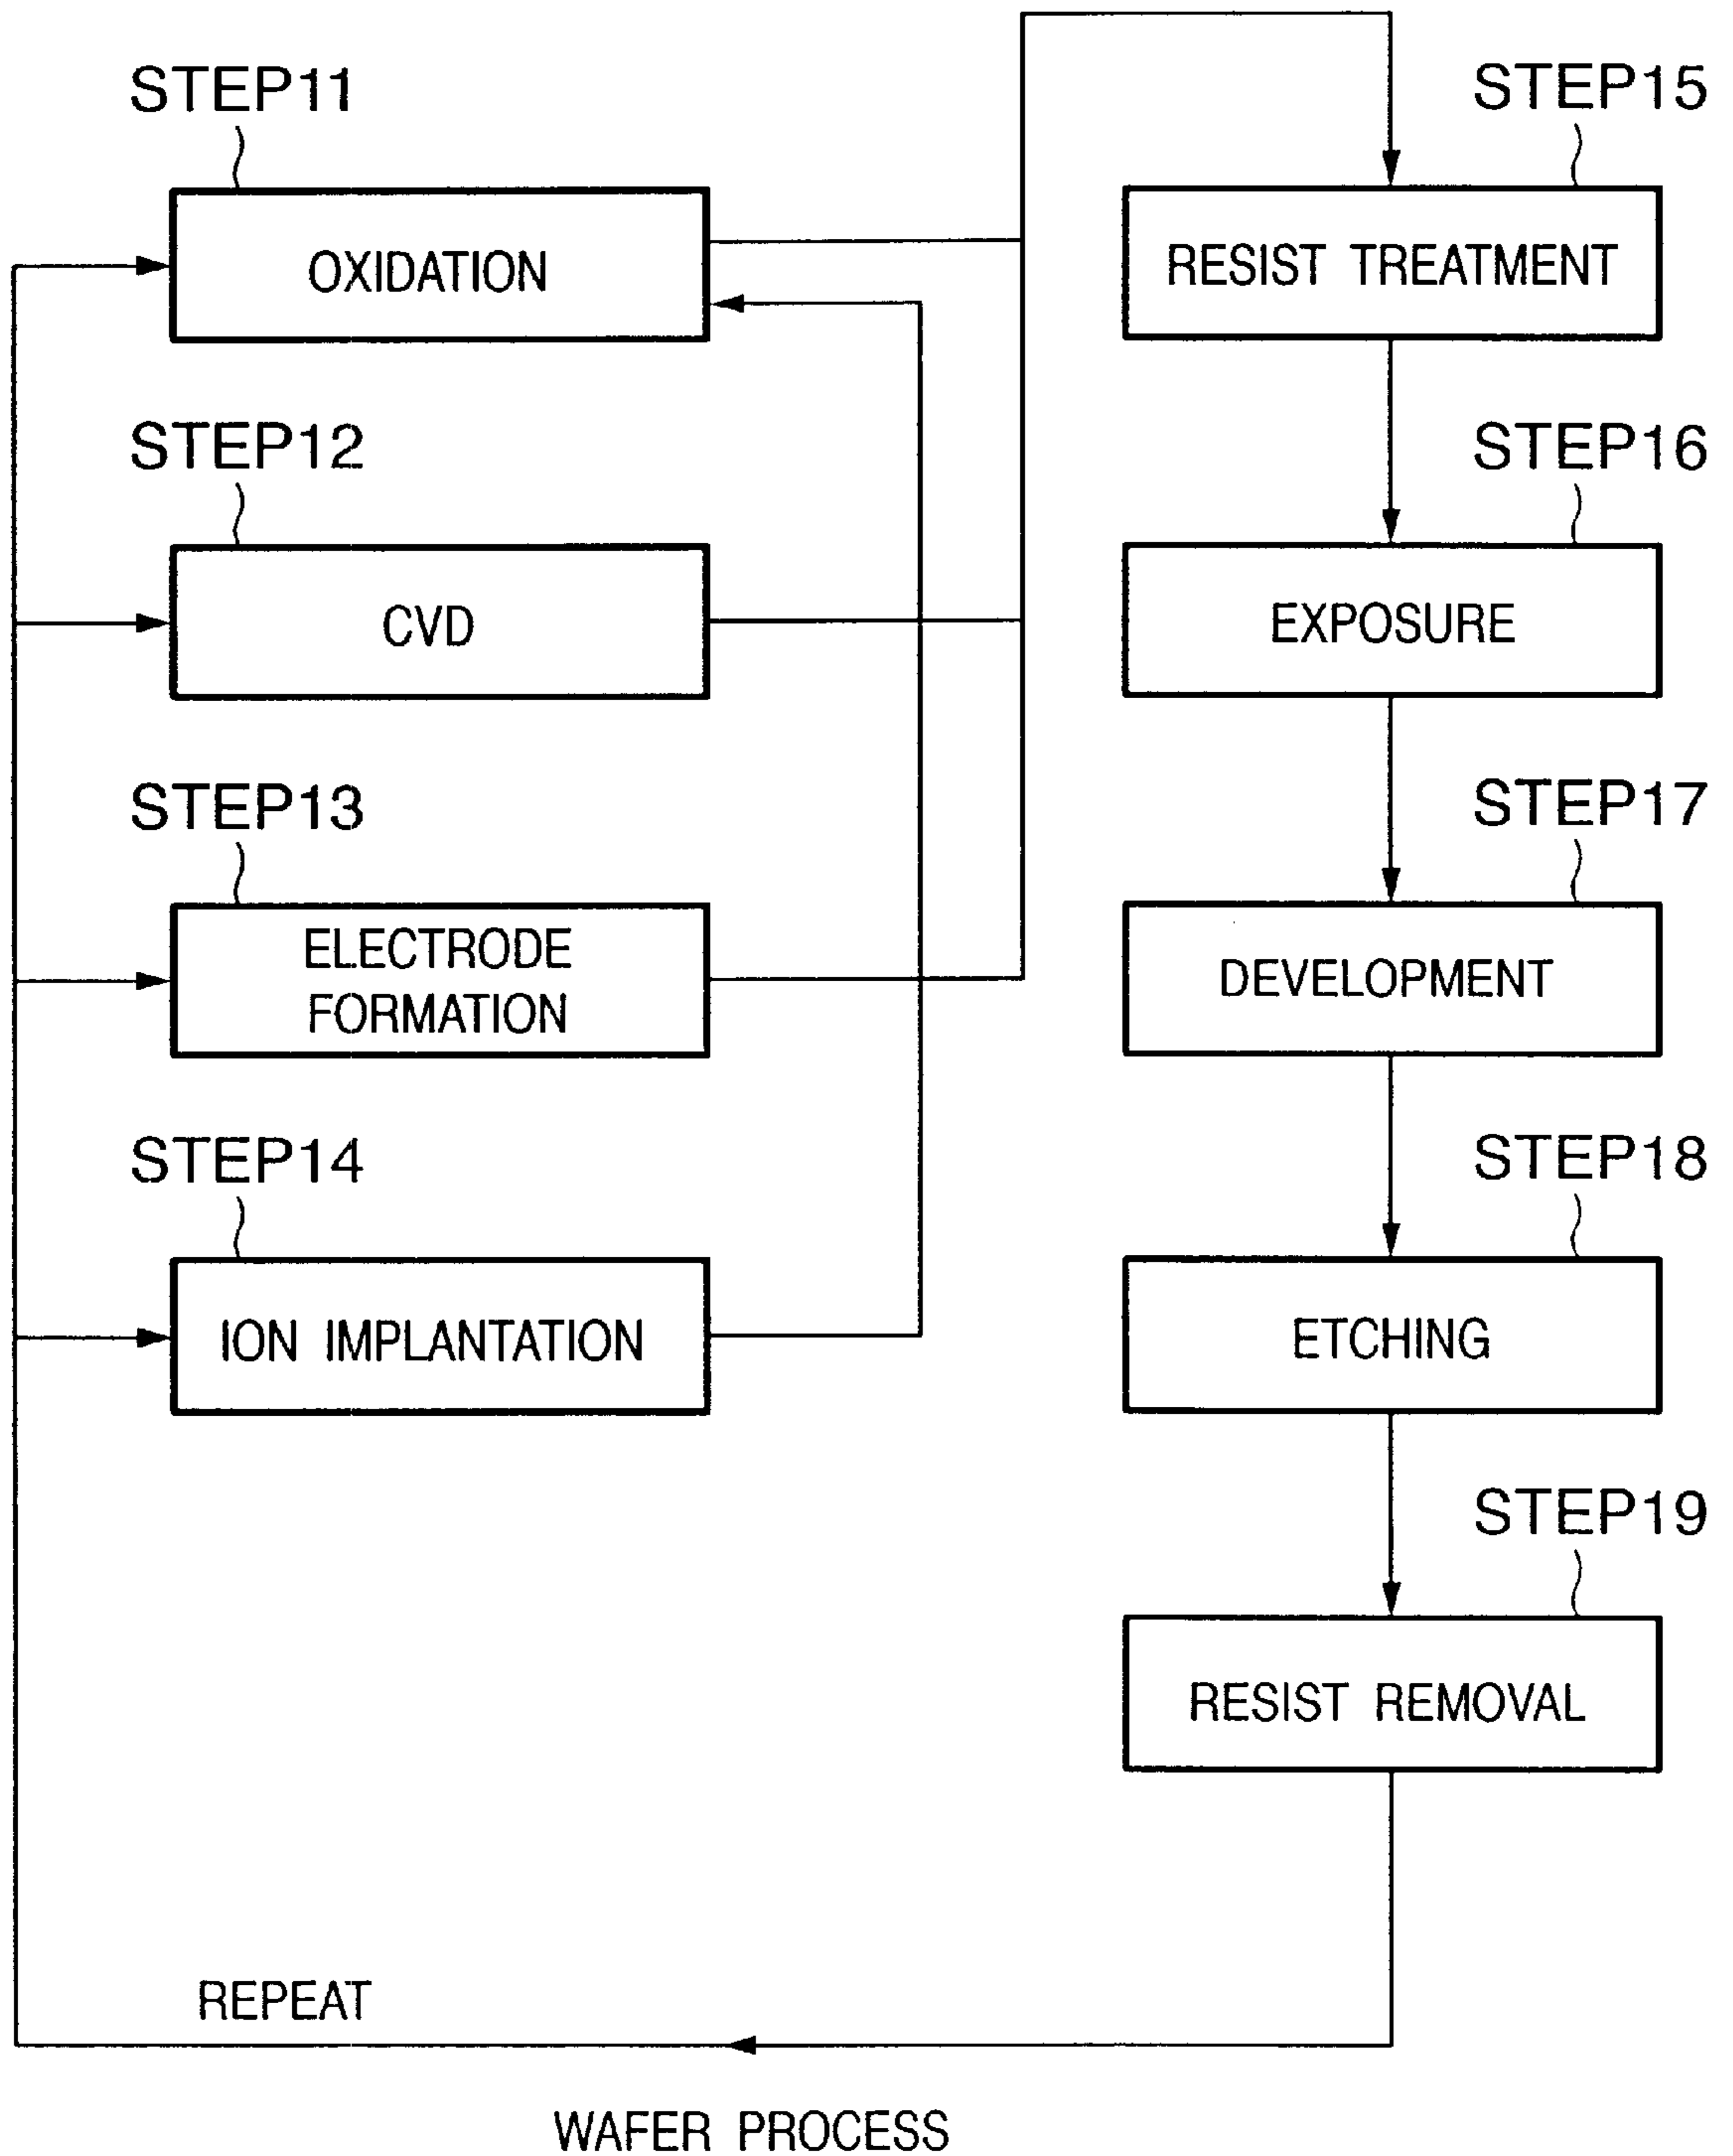 STEP11
OXIDATION
STEP12
CVD
STEP13
ELECTRODE
FORMATION
STEP14
ION IMPLANTATION
STEP15
RESIST TREATMENT
STEP16
EXPOSURE
STEP17
DEVELOPMENT
STEP18
ETCHING
STEP19
RESIST REMOVAL
REPEAT
WAFER PROCESS